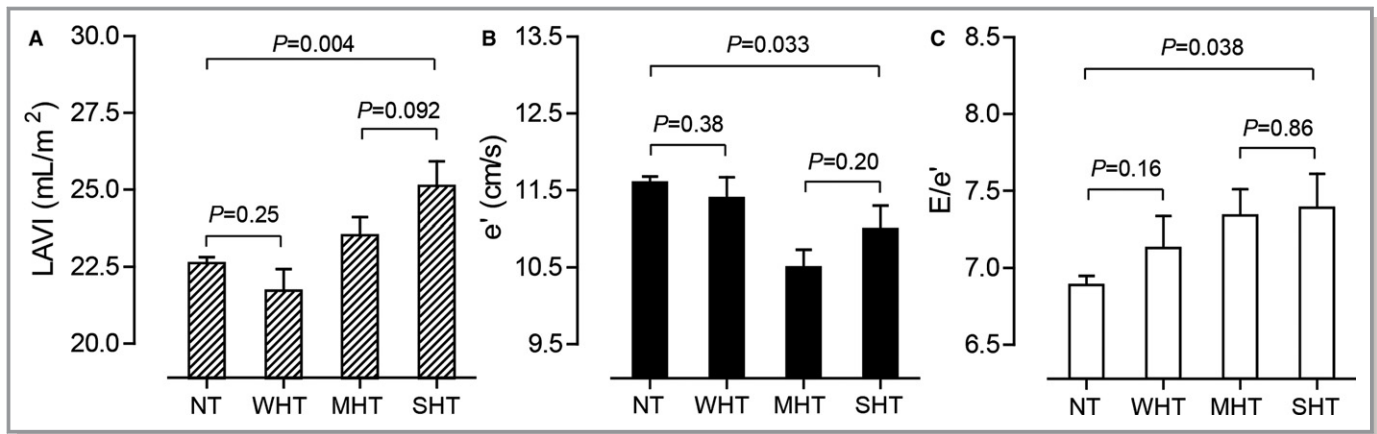 A
LAVI (mL/m²)
30.0
27.5
25.0
22.5
20.0
P=0.004
P=0.092
P=0.25
NT WHT MHT SHT
B
e' (cm/s)
13.5
12.5
11.5
10.5
9.5
P=0.033
P=0.38
P=0.20
NT WHT MHT SHT
C
E/e'
8.5
8.0
7.5
7.0
6.5
P=0.038
P=0.86
P=0.16
NT WHT MHT SHT